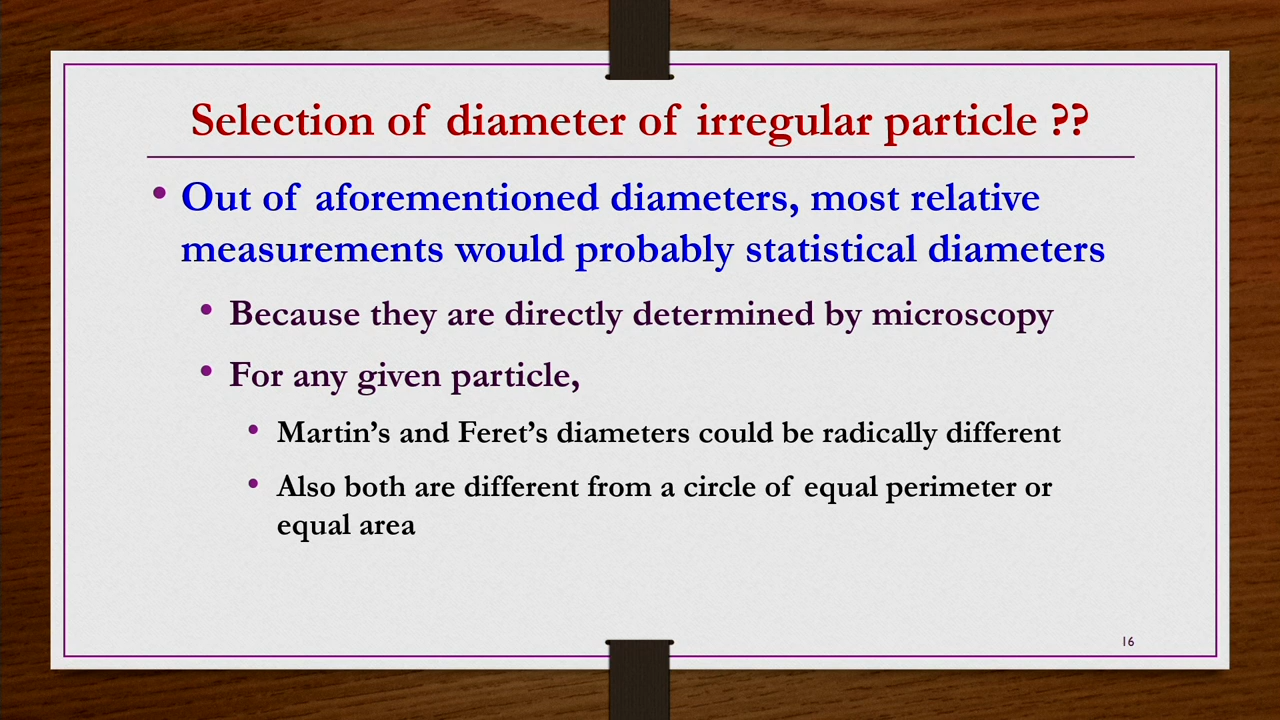 Selection of diameter of irregular particle ??
• Out of aforementioned diameters, most relative
measurements would probably statistical diameters
• Because they are directly determined by microscopy
• For any given particle,
• Martin’s and Feret’s diameters could be radically different
• Also both are different from a circle of equal perimeter or
equal area
16